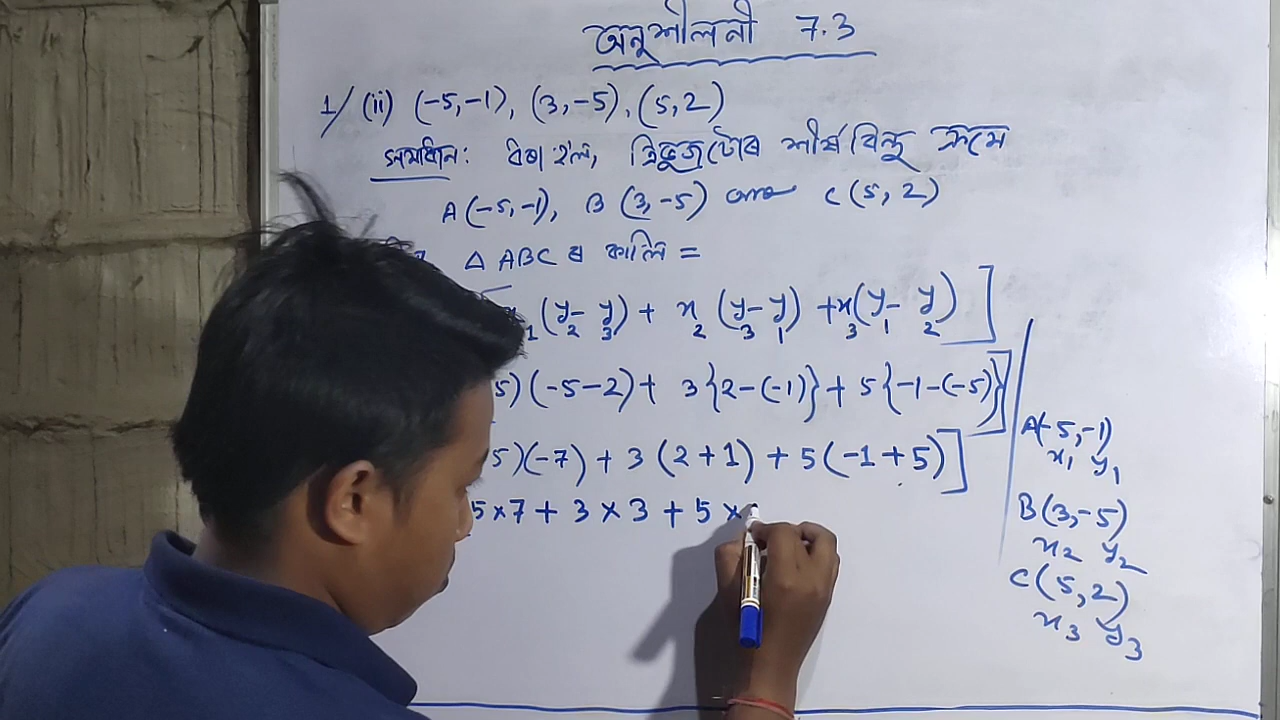 অনুশীলনী 7.3
1/ (ii) (-5,-1), (3,-5), (5,2)
সমাধান: ধৰা হ'ল, ত্ৰিভুজটোৰ শীৰ্ষবিন্দু ক্ৰমে
A(-5,-1), B(3,-5) আৰু C(5,2)
△ ABC ৰ কালি =
₁(y₂-y₃)+ x₂(y₃-y₁) +x₃(y₁-y₂)]
5)(-5-2)+ 3{2-(-1)}+ 5{-1-(-5)}]
5)(-7)+3(2+1)+5(-1+5)]
5×7+3×3+5×
A(-5,-1)
x₁ y₁
B(3,-5)
x₂ y₂
C(5,2)
x₃ y₃